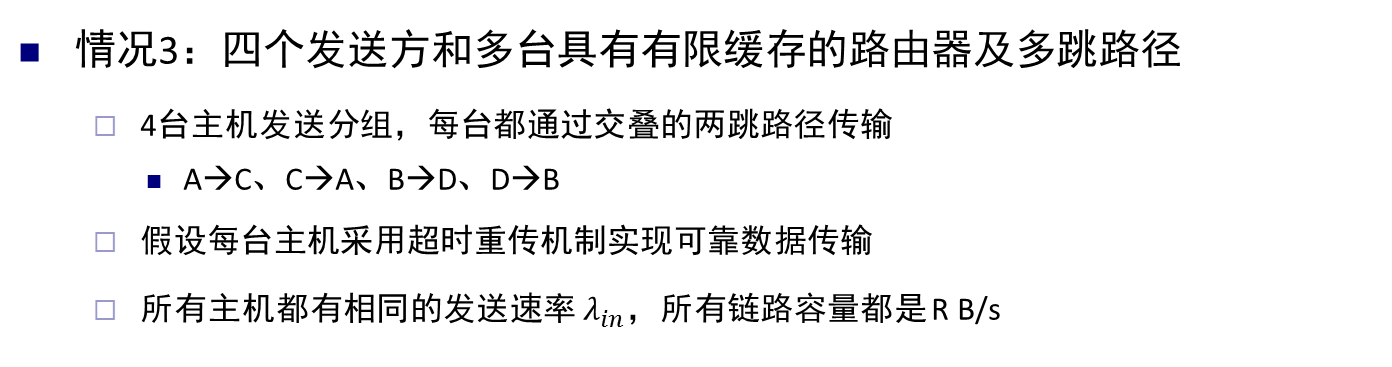 ■ 情况3：四个发送方和多台具有有限缓存的路由器及多跳路径
□ 4台主机发送分组，每台都通过交叠的两跳路径传输
■ A→C、C→A、B→D、D→B
□ 假设每台主机采用超时重传机制实现可靠数据传输
□ 所有主机都有相同的发送速率 λin，所有链路容量都是R B/s